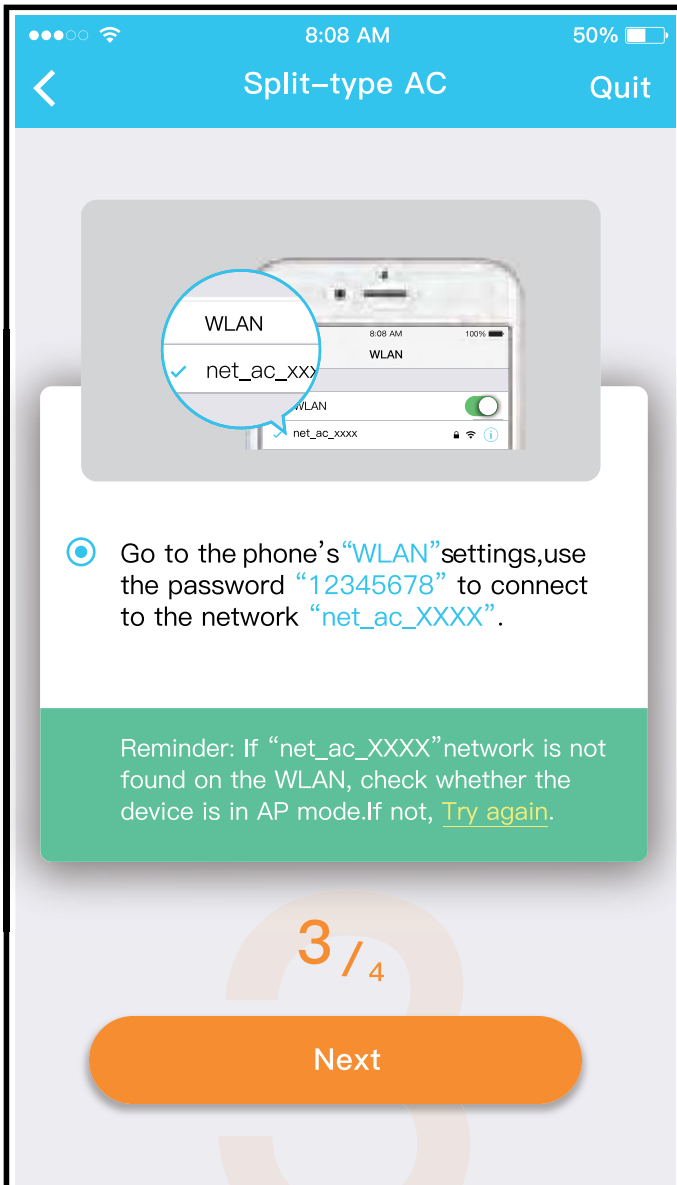 8:08 AM
50%
Split-type AC
Quit
WLAN
net_ac_xxx
8:08 AM
100%
WLAN
WLAN
net_ac_xxxx
Go to the phone’s“WLAN”settings,use
the password “12345678” to connect
to the network “net_ac_XXXX”.
Reminder: If “net_ac_XXXX”network is not
found on the WLAN, check whether the
device is in AP mode.If not, Try again.
3/4
Next
3